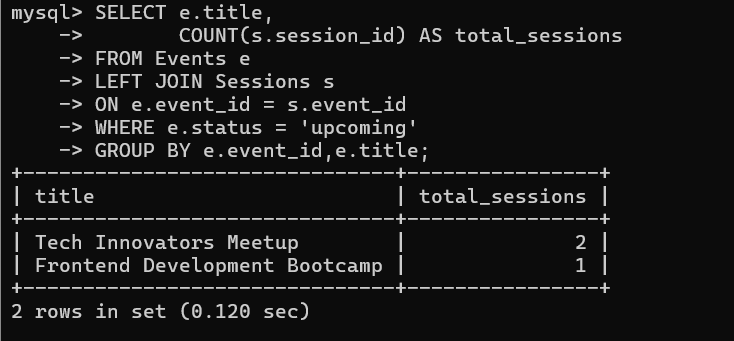 mysql> SELECT e.title,
    ->        COUNT(s.session_id) AS total_sessions
    -> FROM Events e
    -> LEFT JOIN Sessions s
    -> ON e.event_id = s.event_id
    -> WHERE e.status = 'upcoming'
    -> GROUP BY e.event_id,e.title;
+-------------------------------+----------------+
| title                         | total_sessions |
+-------------------------------+----------------+
| Tech Innovators Meetup        |              2 |
| Frontend Development Bootcamp |              1 |
+-------------------------------+----------------+
2 rows in set (0.120 sec)